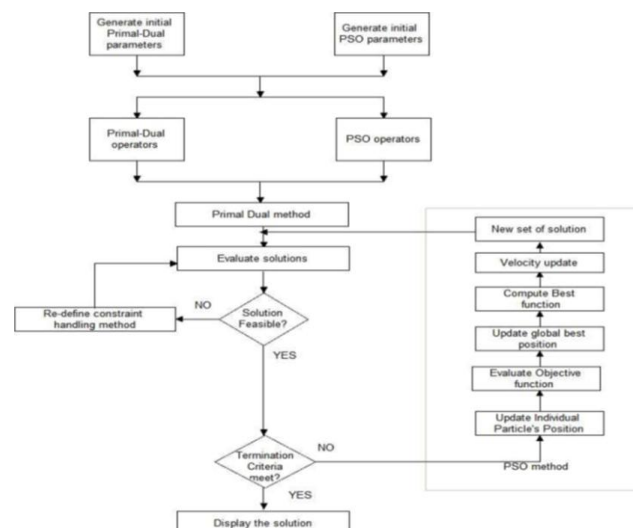 Generate initial
Primal-Dual
parameters
Generate initial
PSO parameters
Primal-Dual
operators
PSO operators
Primal Dual method
New set of solution
Evaluate solutions
Velocity update
Compute Best
function
NO
Solution
Feasible?
Re-define constraint
handling method
Update global best
position
YES
Evaluate Objective
function
Update Individual
Particle's Position
NO
Termination
Criteria
meet?
PSO method
YES
Display the solution